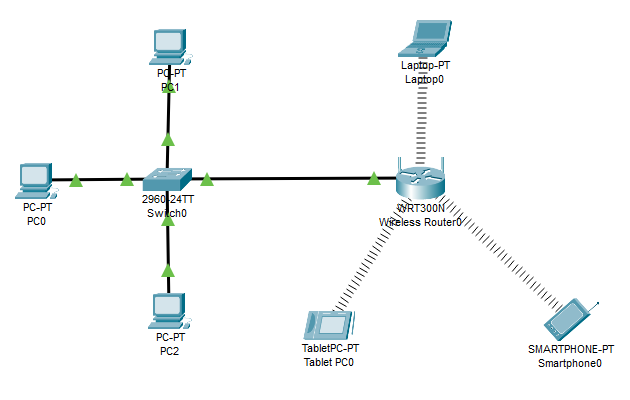 PC-PT
PC1
Laptop-PT
Laptop0
PC-PT
PC0
2960-24TT
Switch0
WRT300N
Wireless Router0
PC-PT
PC2
TabletPC-PT
Tablet PC0
SMARTPHONE-PT
Smartphone0